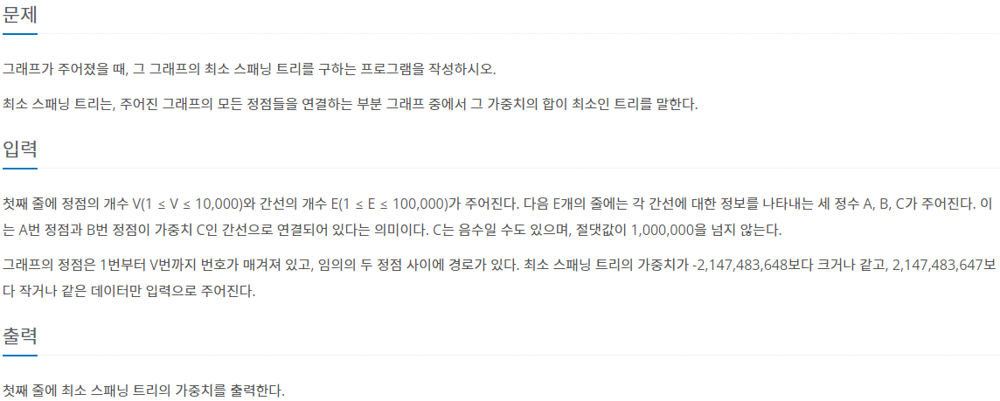 문제
그래프가 주어졌을 때, 그 그래프의 최소 스패닝 트리를 구하는 프로그램을 작성하시오.
최소 스패닝 트리는, 주어진 그래프의 모든 정점들을 연결하는 부분 그래프 중에서 그 가중치의 합이 최소인 트리를 말한다.
입력
첫째 줄에 정점의 개수 V(1 ≤ V ≤ 10,000)와 간선의 개수 E(1 ≤ E ≤ 100,000)가 주어진다. 다음 E개의 줄에는 각 간선에 대한 정보를 나타내는 세 정수 A, B, C가 주어진다. 이
는 A번 정점과 B번 정점이 가중치 C인 간선으로 연결되어 있다는 의미이다. C는 음수일 수도 있으며, 절댓값이 1,000,000을 넘지 않는다.
그래프의 정점은 1번부터 V번까지 번호가 매겨져 있고, 임의의 두 정점 사이에 경로가 있다. 최소 스패닝 트리의 가중치가 -2,147,483,648보다 크거나 같고, 2,147,483,647보
다 작거나 같은 데이터만 입력으로 주어진다.
출력
첫째 줄에 최소 스패닝 트리의 가중치를 출력한다.